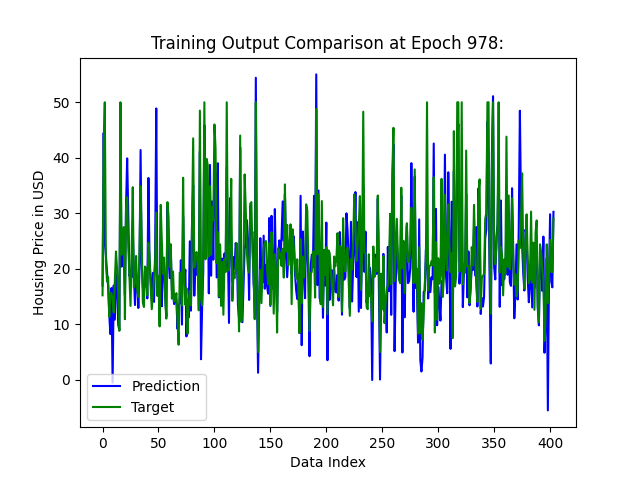 Training Output Comparison at Epoch 978:
Housing Price in USD
50
40
30
20
10
0
Prediction
Target
0 50 100 150 200 250 300 350 400
Data Index